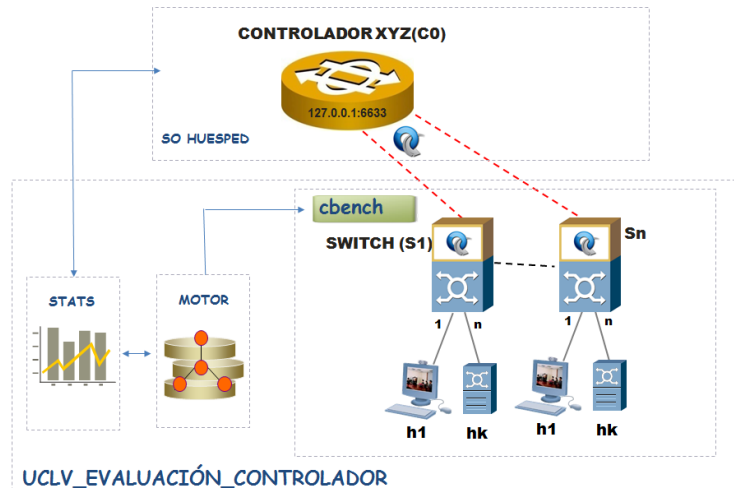 CONTROLADOR XYZ(C0)
127.0.0.1:6633
SO HUESPED
cbench
SWITCH (S1)
Sn
STATS
MOTOR
1
n
1
n
h1
hk
h1
hk
UCLV_EVALUACIÓN_CONTROLADOR